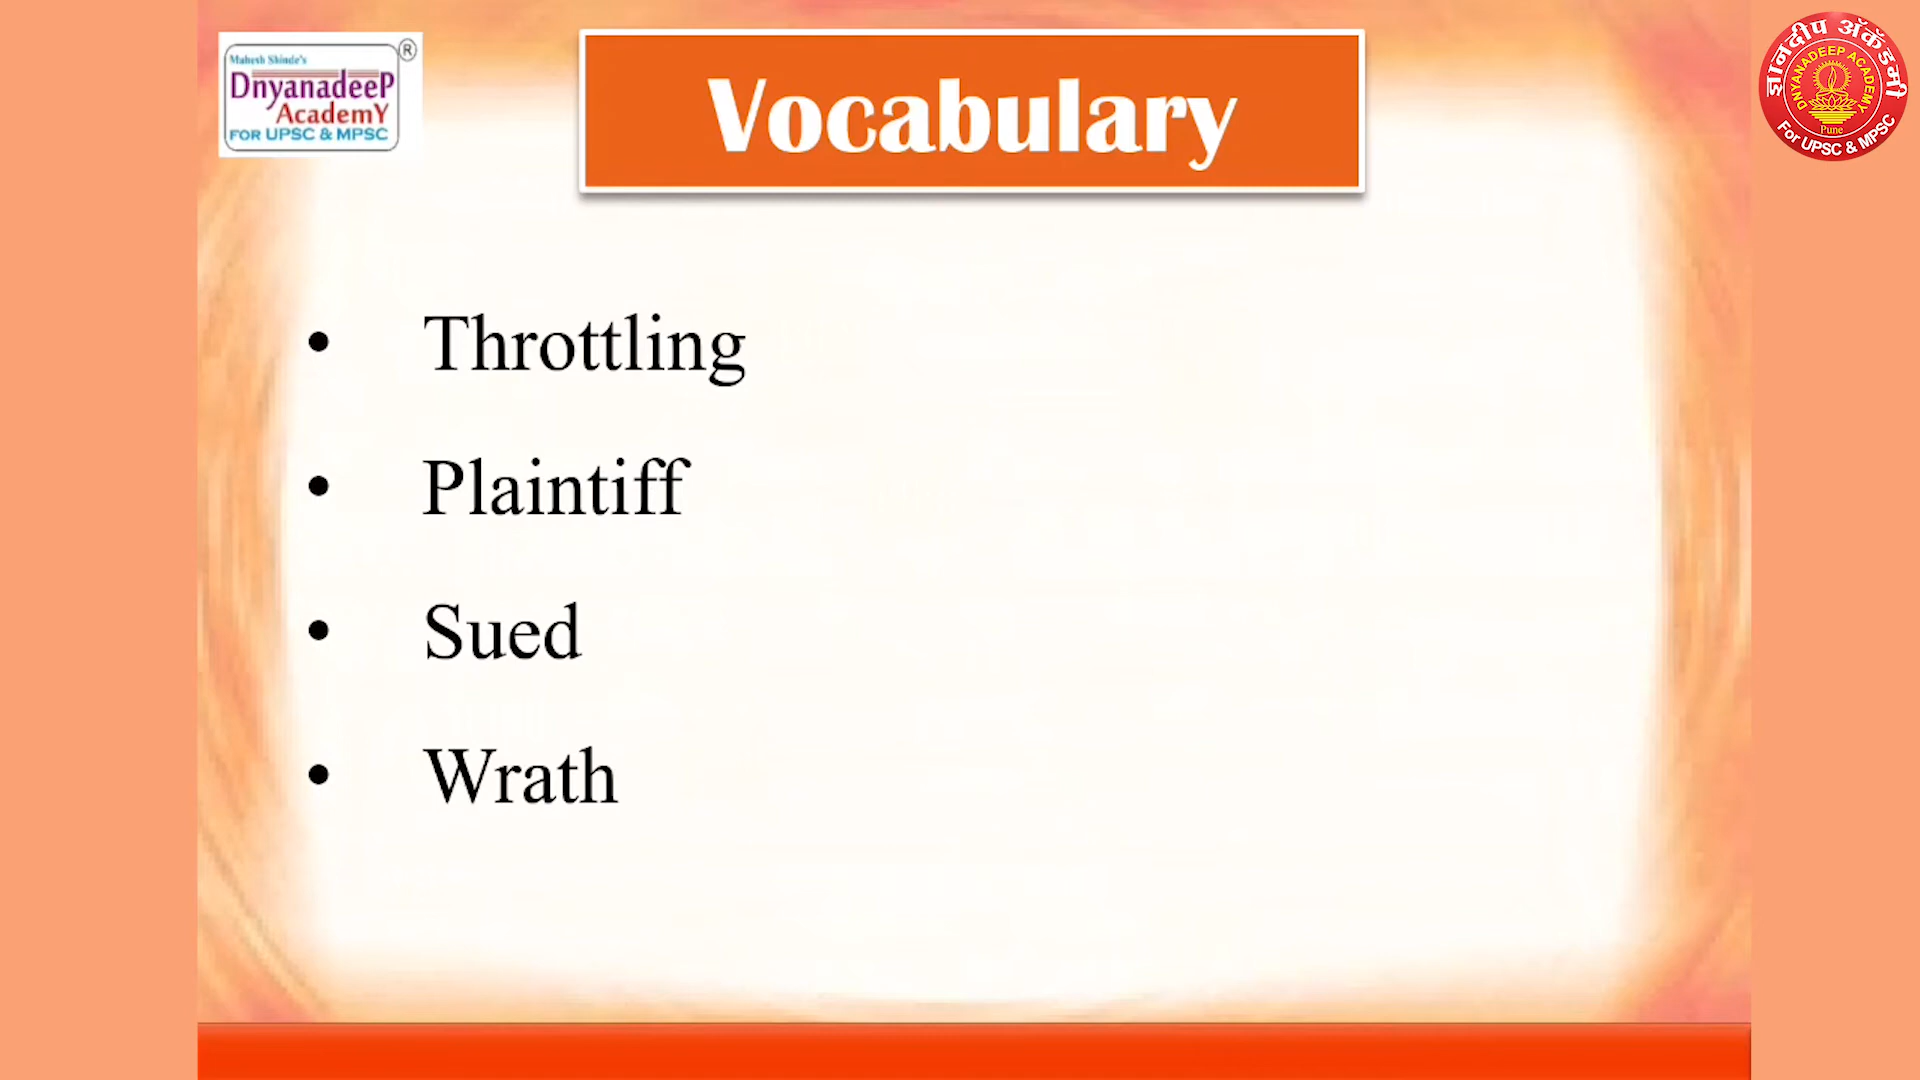 Mahesh Shinde's
DnyanadeeP
AcademY
FOR UPSC & MPSC
®
Vocabulary
ज्ञानदीप अॅकॅडमी
DNYANADEEP ACADEMY
Pune
For UPSC & MPSC
• Throttling
• Plaintiff
• Sued
• Wrath